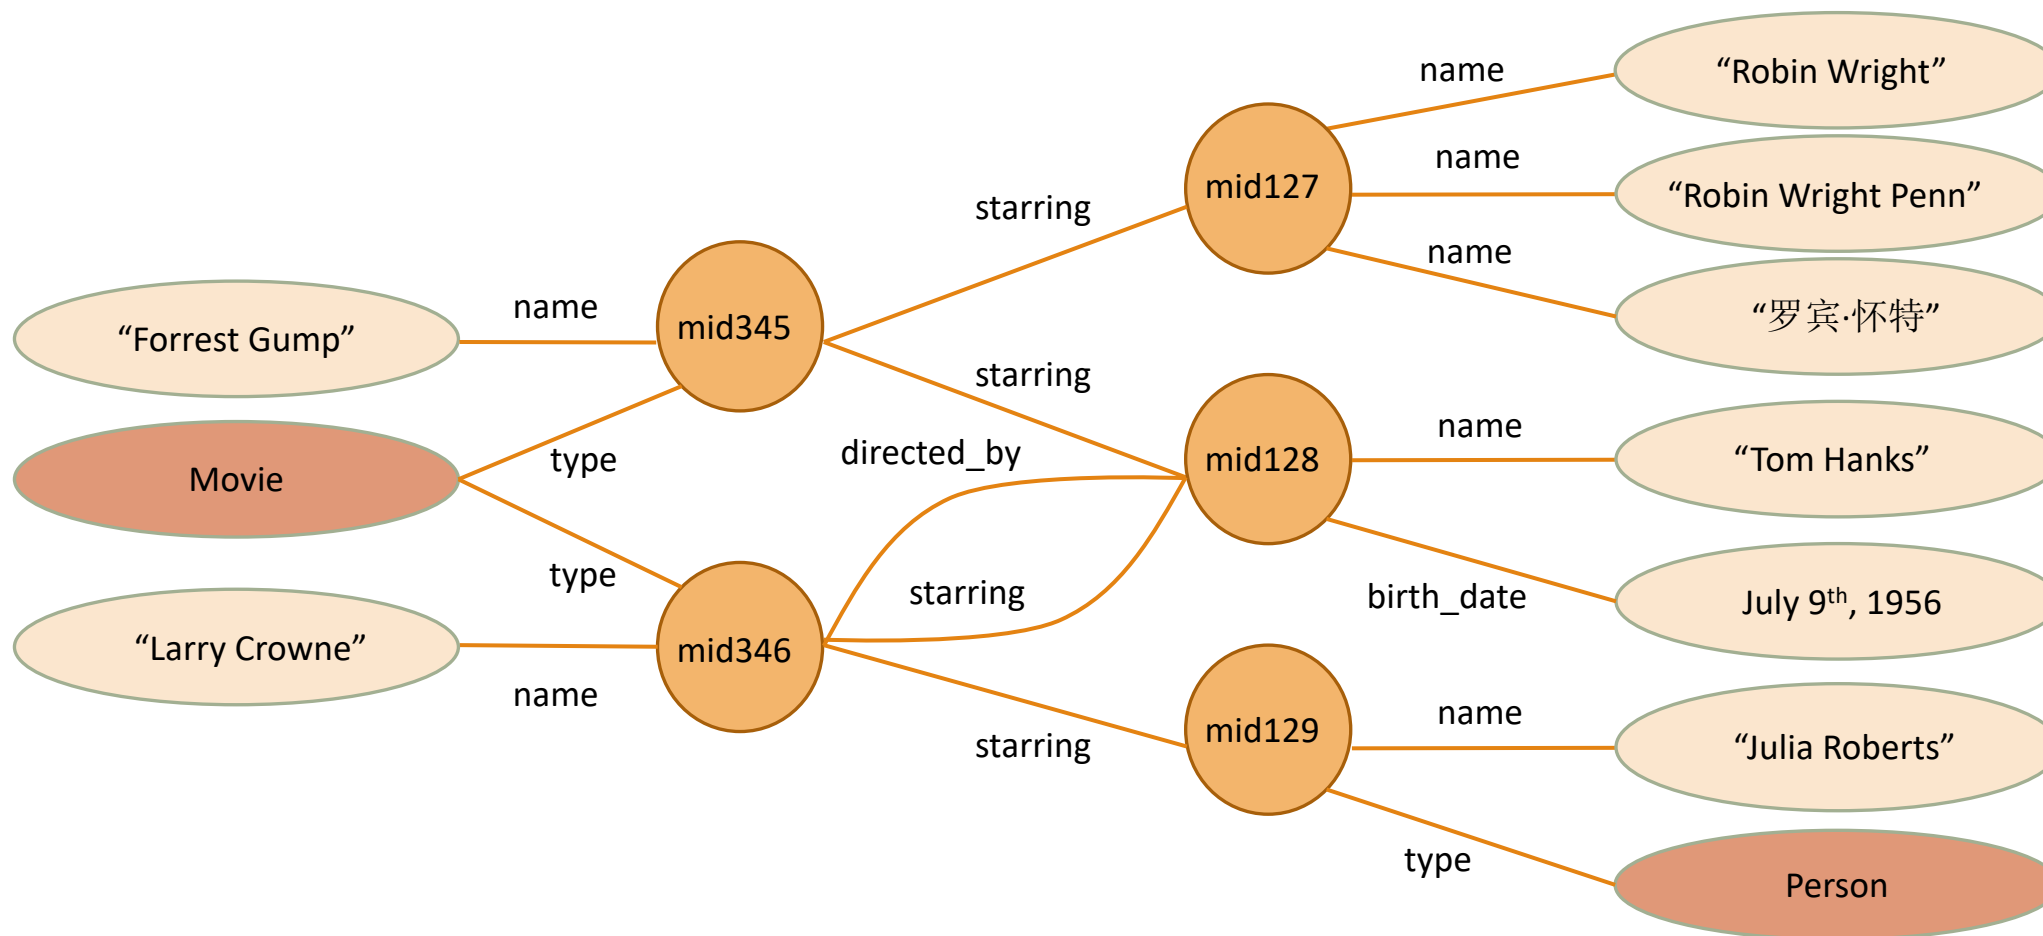 name
“Robin Wright”
name
mid127
“Robin Wright Penn”
starring
name
“罗宾·怀特”
name
mid345
“Forrest Gump”
starring
name
directed_by
mid128
“Tom Hanks”
Movie
type
type
starring
birth_date
July 9th, 1956
“Larry Crowne”
mid346
name
starring
name
mid129
“Julia Roberts”
type
Person